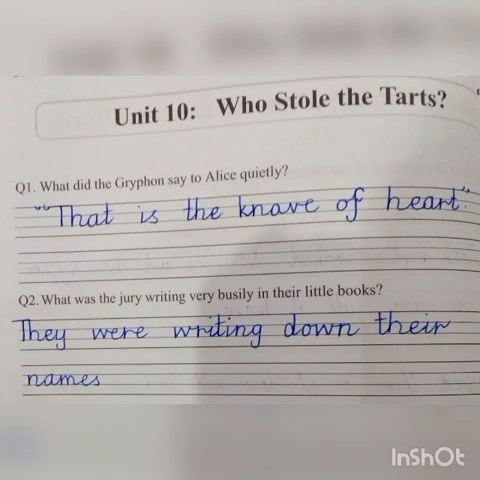 Unit 10: Who Stole the Tarts?
Q1. What did the Gryphon say to Alice quietly?
"That is the knave of heart."
Q2. What was the jury writing very busily in their little books?
They were writing down their
names
InShOt